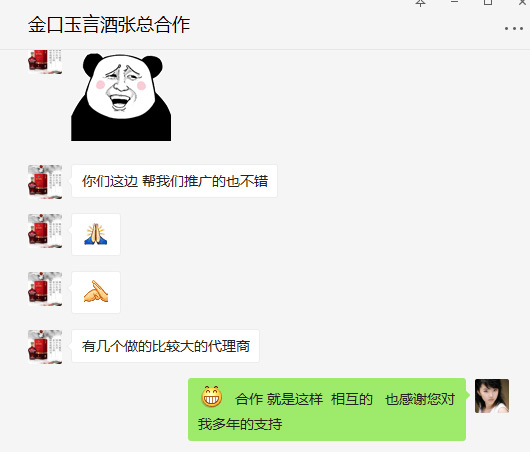 金口玉言酒张总合作
你们这边 帮我们推广的也不错
有几个做的比较大的代理商
合作 就是这样 相互的 也感谢您对
我多年的支持